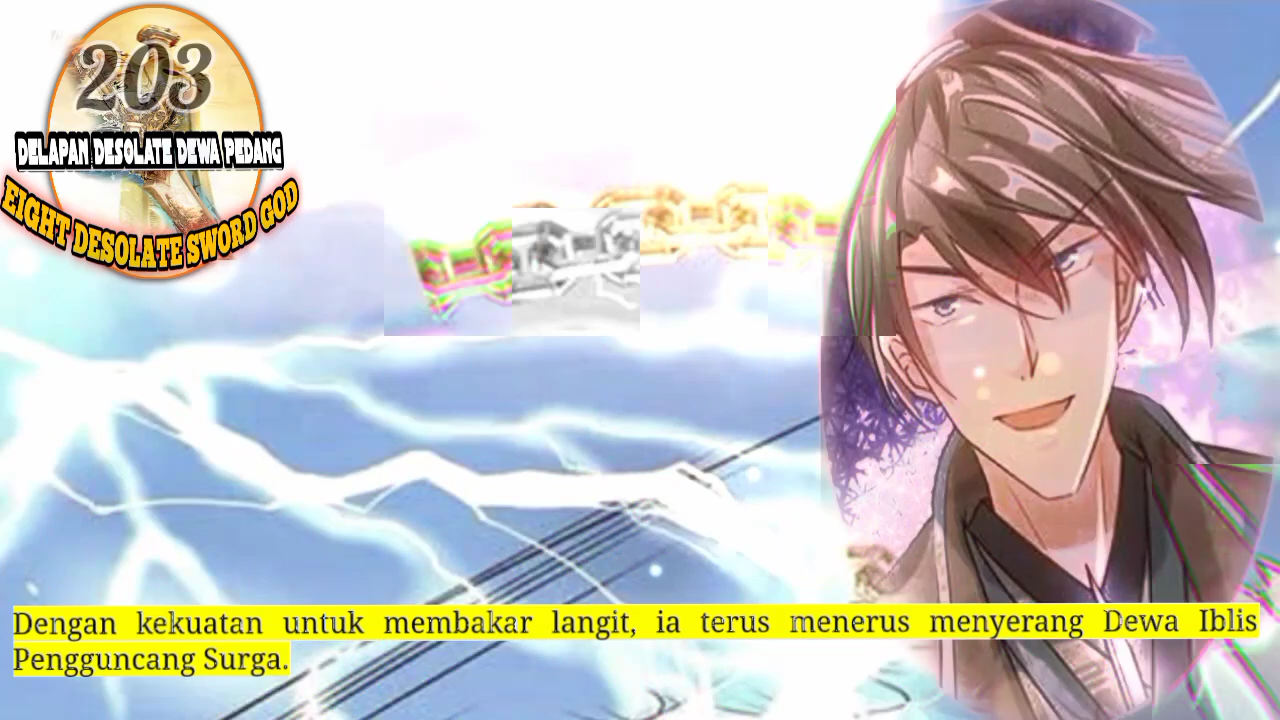 203
DELAPAN DESOLATE DEWA PEDANG
EIGHT DESOLATE SWORD GOD
Dengan kekuatan untuk membakar langit, ia terus menerus menyerang Dewa Iblis
Pengguncang Surga.